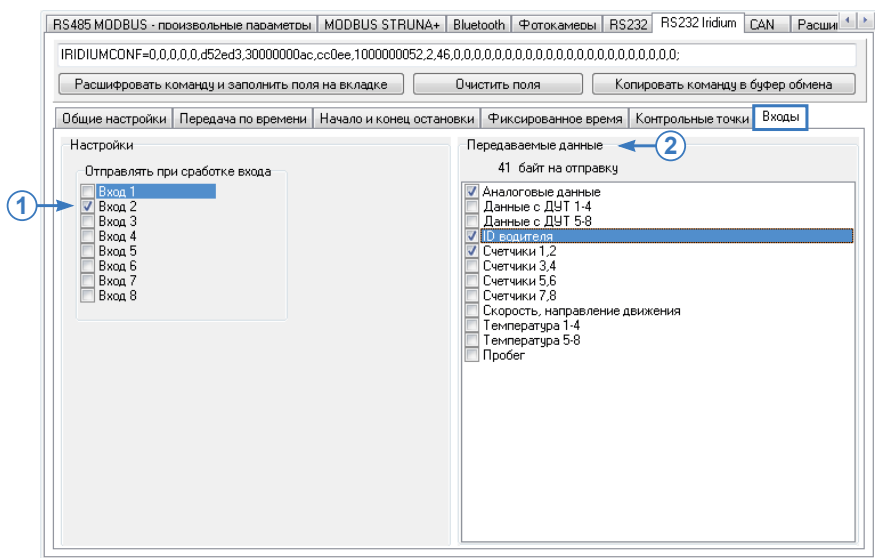 RS485 MODBUS - произвольные параметры MODBUS STRUNA+ Bluetooth Фотокамеры RS232 RS232 Iridium CAN Расши
IRIDIUMCONF=0,0,0,0,0,d52ed3,30000000ac,cc0ee,1000000052,2,46,0,0,0,0,0,0,0,0,0,0,0,0,0,0,0,0,0,0,0,0,0,0,0,0,0,0;
Расшифровать команду и заполнить поля на вкладке Очистить поля Копировать команду в буфер обмена
Общие настройки Передача по времени Начало и конец остановки Фиксированное время Контрольные точки Входы
Настройки
Отправлять при сработке входа
1
Вход 1
Вход 2
Вход 3
Вход 4
Вход 5
Вход 6
Вход 7
Вход 8
Передаваемые данные
2
41 байт на отправку
Аналоговые данные
Данные с ДУТ 1-4
Данные с ДУТ 5-8
ID водителя
Счетчики 1,2
Счетчики 3,4
Счетчики 5,6
Счетчики 7,8
Скорость, направление движения
Температура 1-4
Температура 5-8
Пробег